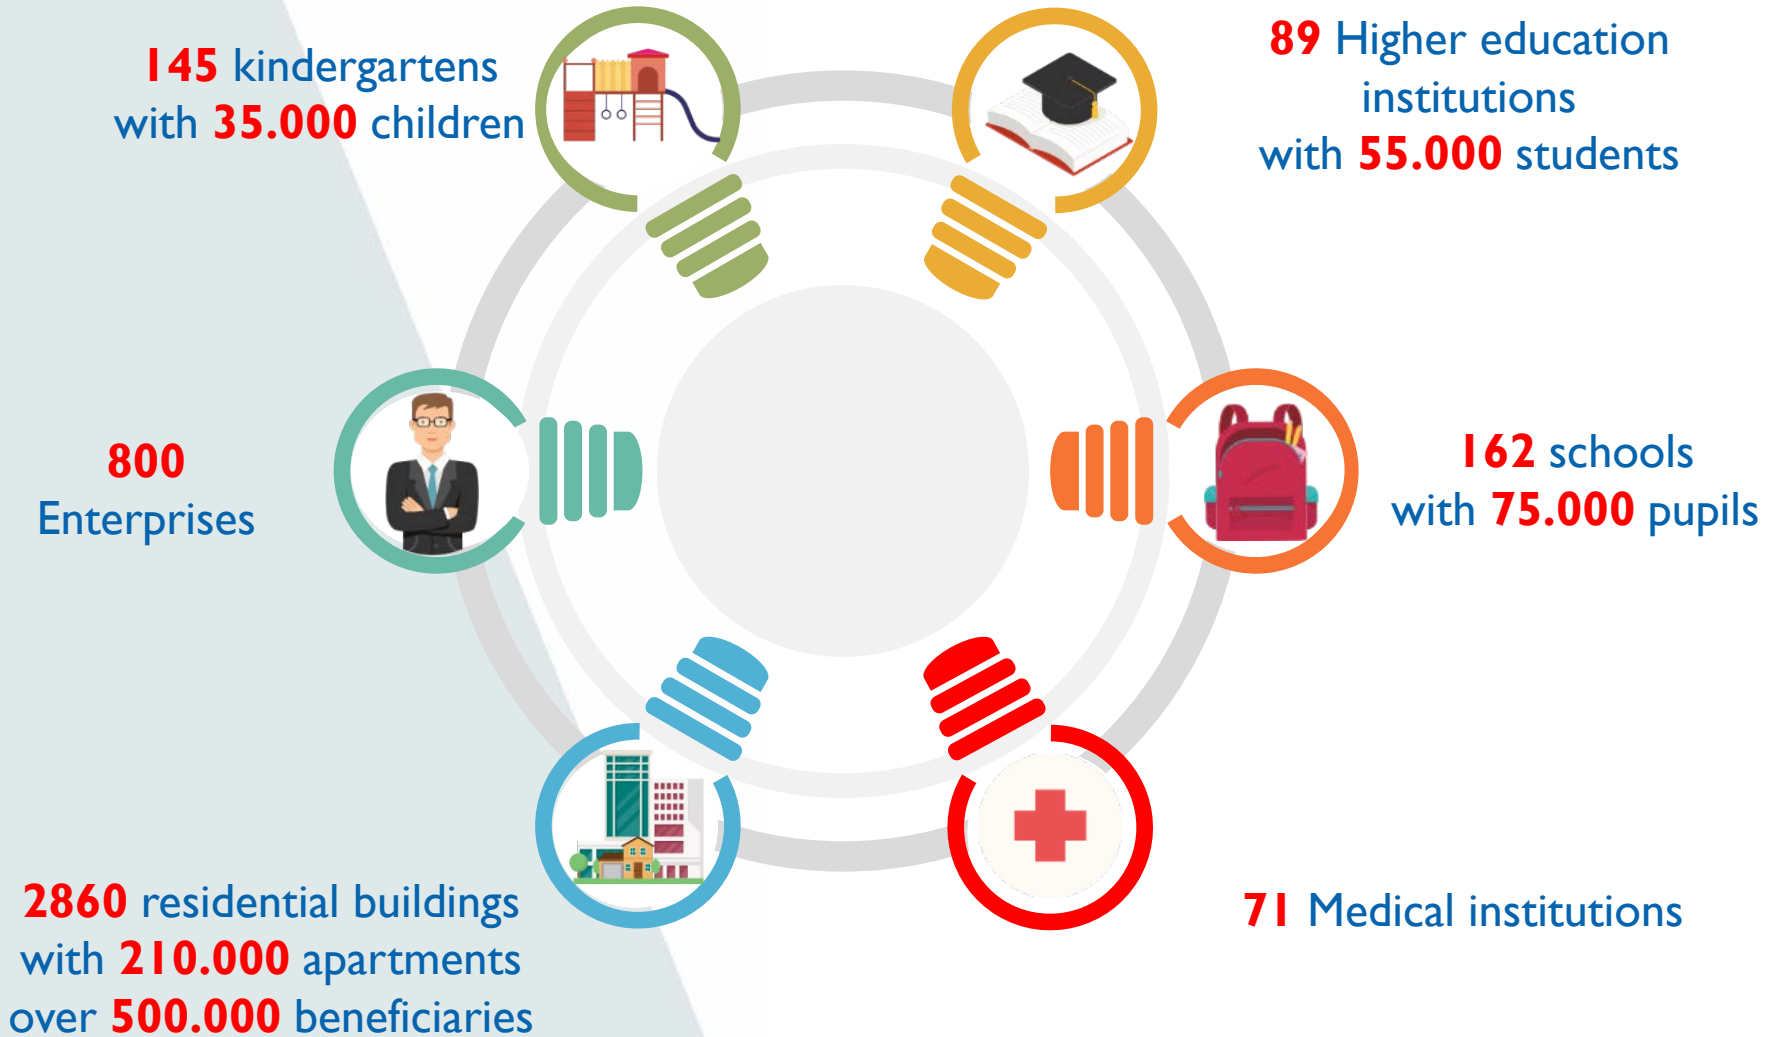 145 kindergartens
with 35.000 children
89 Higher education
institutions
with 55.000 students
800
Enterprises
162 schools
with 75.000 pupils
2860 residential buildings
with 210.000 apartments
over 500.000 beneficiaries
71 Medical institutions